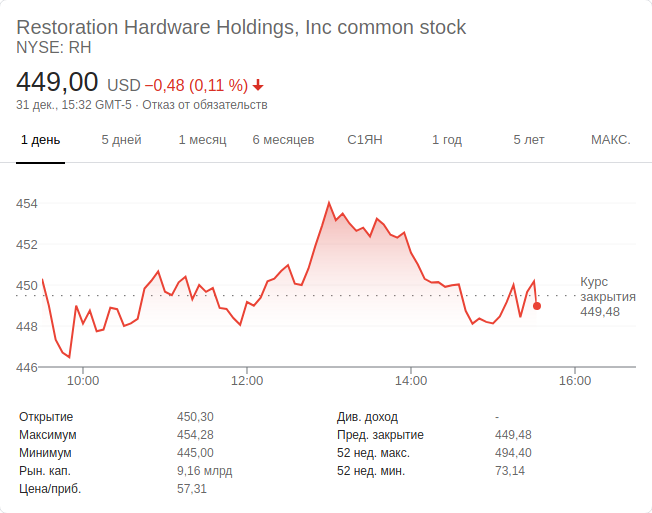 Restoration Hardware Holdings, Inc common stock
NYSE: RH
449,00 USD −0,48 (0,11 %)
31 дек., 15:32 GMT-5 · Отказ от обязательств
1 день 5 дней 1 месяц 6 месяцев С1ЯН 1 год 5 лет МАКС.
454
452
450
448
446
Курс
закрытия
449,48
10:00 12:00 14:00 16:00
Открытие 450,30
Максимум 454,28
Минимум 445,00
Рын. кап. 9,16 млрд
Цена/приб. 57,31
Див. доход -
Пред. закрытие 449,48
52 нед. макс. 494,40
52 нед. мин. 73,14